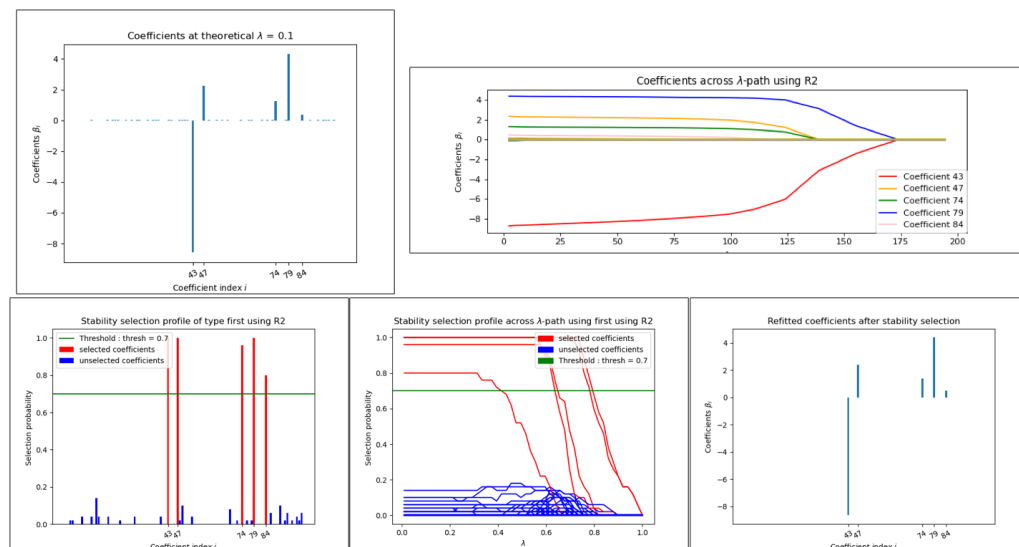 Coefficients at theoretical λ = 0.1
Coefficients βᵢ
4
2
0
−2
−4
−6
−8
43
47
74
79
84
Coefficient index i
Coefficients across λ-path using R2
Coefficients βᵢ
4
2
0
−2
−4
−6
−8
0
25
50
75
100
125
150
175
200
Coefficient 43
Coefficient 47
Coefficient 74
Coefficient 79
Coefficient 84
Stability selection profile of type first using R2
Selection probability
1.0
0.8
0.6
0.4
0.2
0.0
Threshold : thresh = 0.7
selected coefficients
unselected coefficients
43
47
74
79
84
Coefficient index i
Stability selection profile across λ-path using first using R2
Selection probability
1.0
0.8
0.6
0.4
0.2
0.0
selected coefficients
unselected coefficients
Threshold : thresh = 0.7
0.0
0.2
0.4
0.6
0.8
1.0
λ
Refitted coefficients after stability selection
Coefficients βᵢ
4
2
0
−2
−4
−6
−8
43
47
74
79
84
Coefficient index i